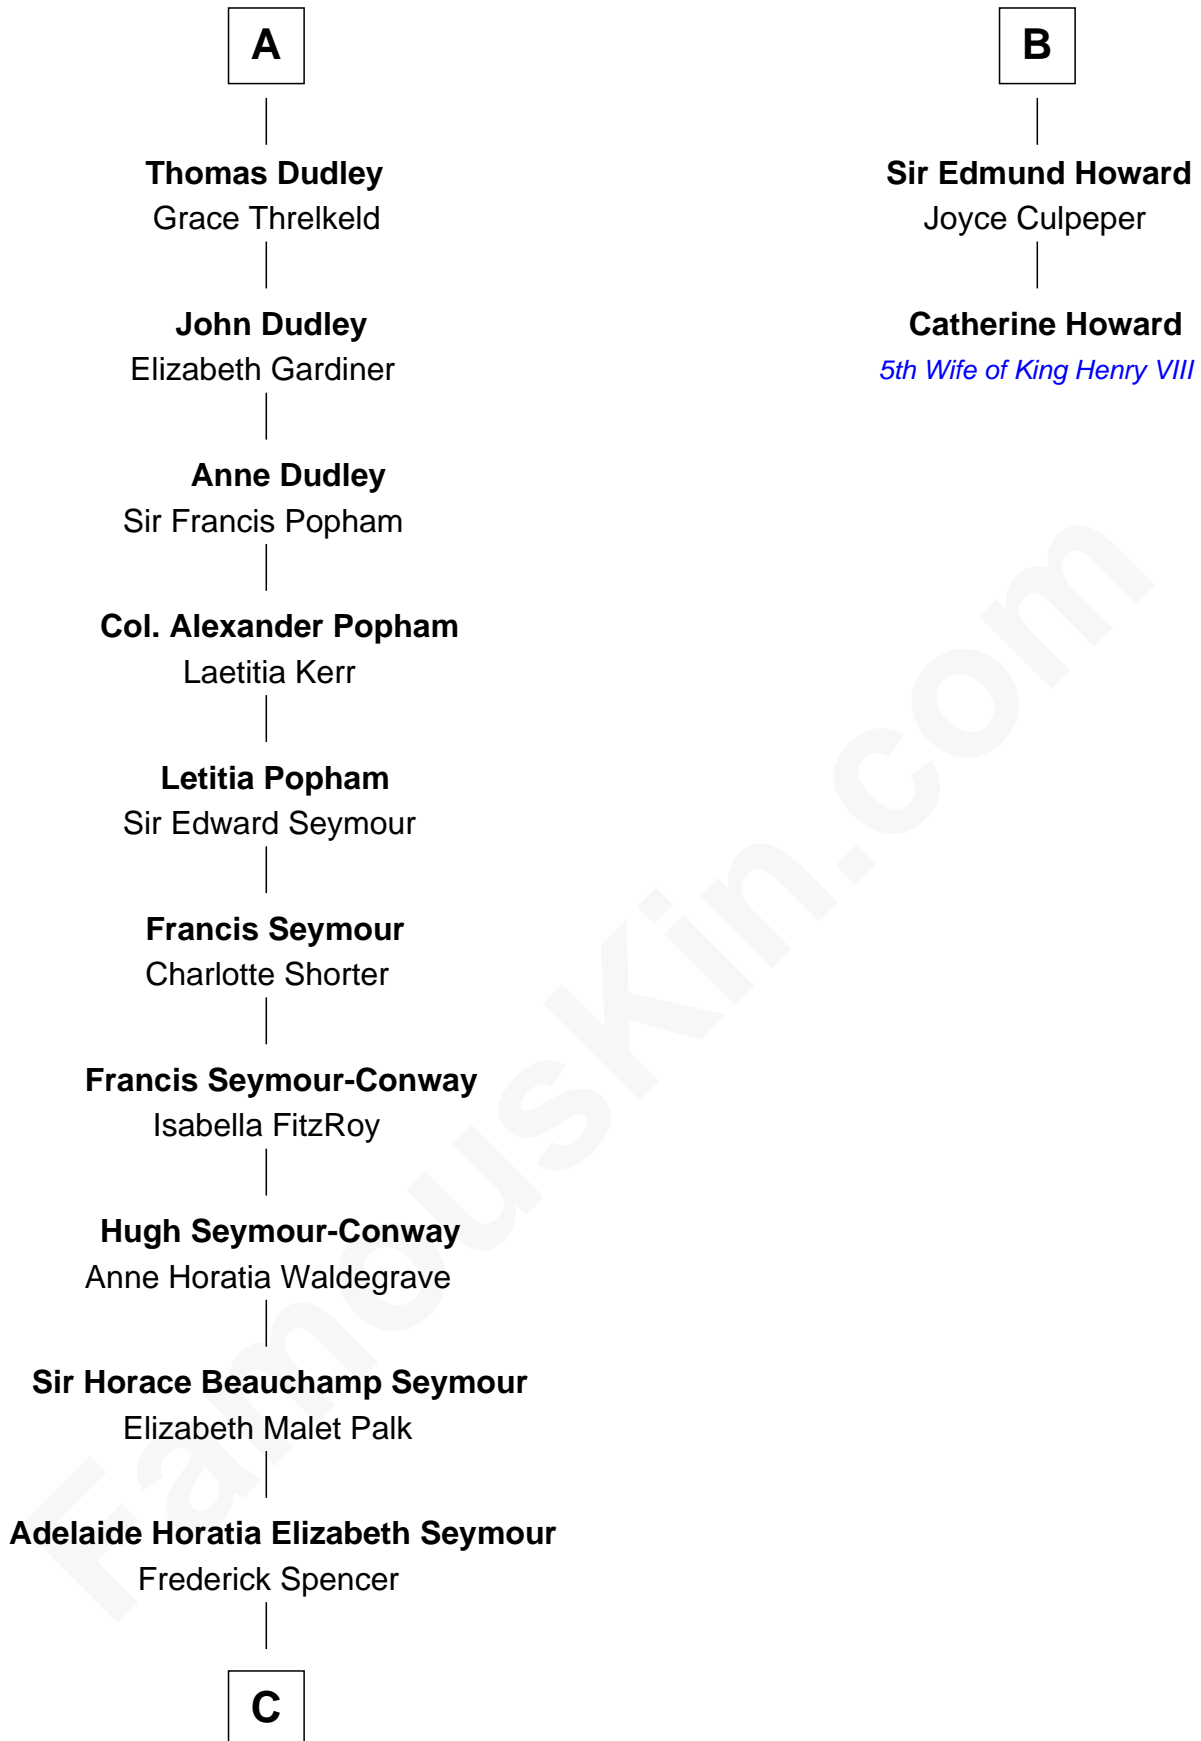 A
Thomas Dudley
Grace Threlkeld
John Dudley
Elizabeth Gardiner
Anne Dudley
Sir Francis Popham
Col. Alexander Popham
Laetitia Kerr
Letitia Popham
Sir Edward Seymour
Francis Seymour
Charlotte Shorter
Francis Seymour-Conway
Isabella FitzRoy
Hugh Seymour-Conway
Anne Horatia Waldegrave
Sir Horace Beauchamp Seymour
Elizabeth Malet Palk
Adelaide Horatia Elizabeth Seymour
Frederick Spencer
C
B
Sir Edmund Howard
Joyce Culpeper
Catherine Howard
5th Wife of King Henry VIII
FamousKin.com